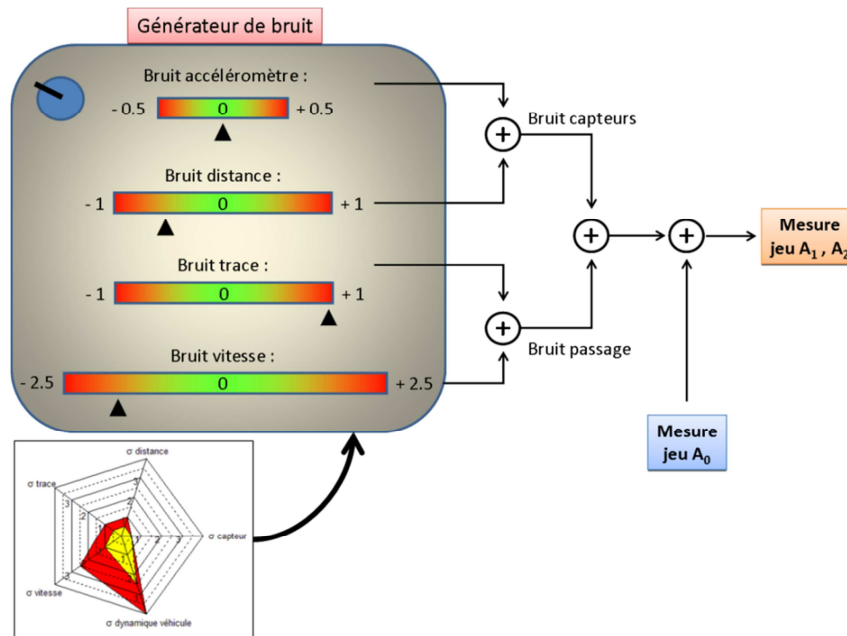 Générateur de bruit
Bruit accéléromètre :
- 0.5 0 + 0.5
Bruit capteurs
Bruit distance :
- 1 0 + 1
Mesure
jeu A₁ , A₂
Bruit trace :
- 1 0 + 1
Bruit vitesse :
Bruit passage
- 2.5 0 + 2.5
Mesure
jeu A₀
σ distance
σ trace
σ capteur
σ vitesse
σ dynamique véhicule